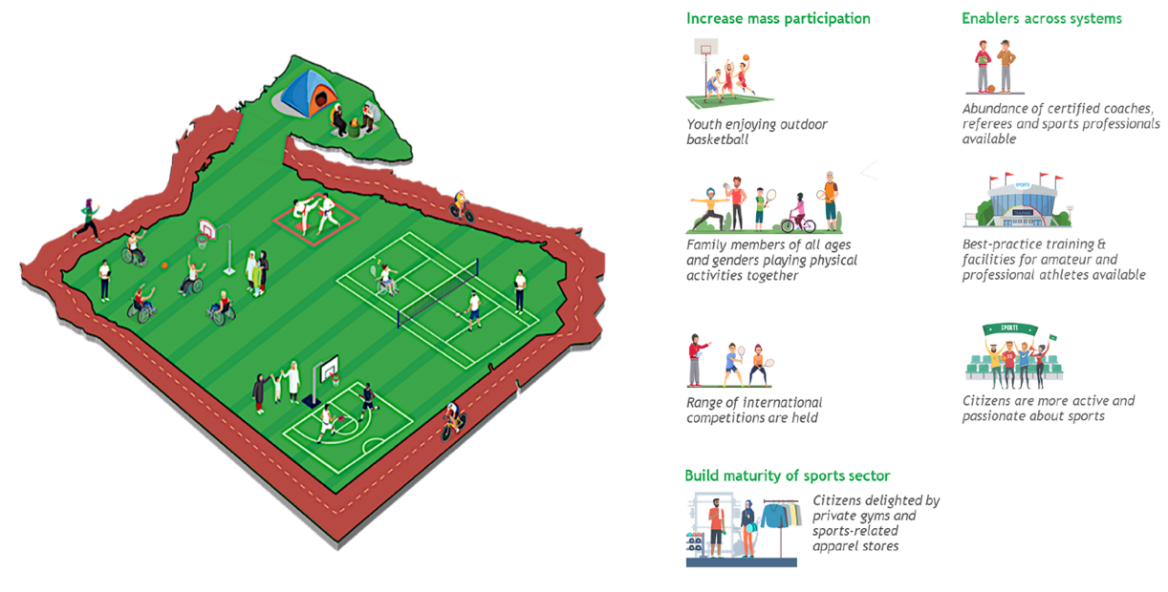 Increase mass participation
Youth enjoying outdoor
basketball
Family members of all ages
and genders playing physical
activities together
Range of international
competitions are held
Build maturity of sports sector
Citizens delighted by
private gyms and
sports-related
apparel stores
Enablers across systems
Abundance of certified coaches,
referees and sports professionals
available
SPORTS
Best-practice training &
facilities for amateur and
professional athletes available
SPORTS
Citizens are more active and
passionate about sports